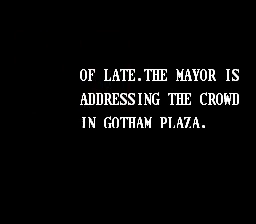 OF LATE.THE MAYOR IS
ADDRESSING THE CROWD
IN GOTHAM PLAZA.